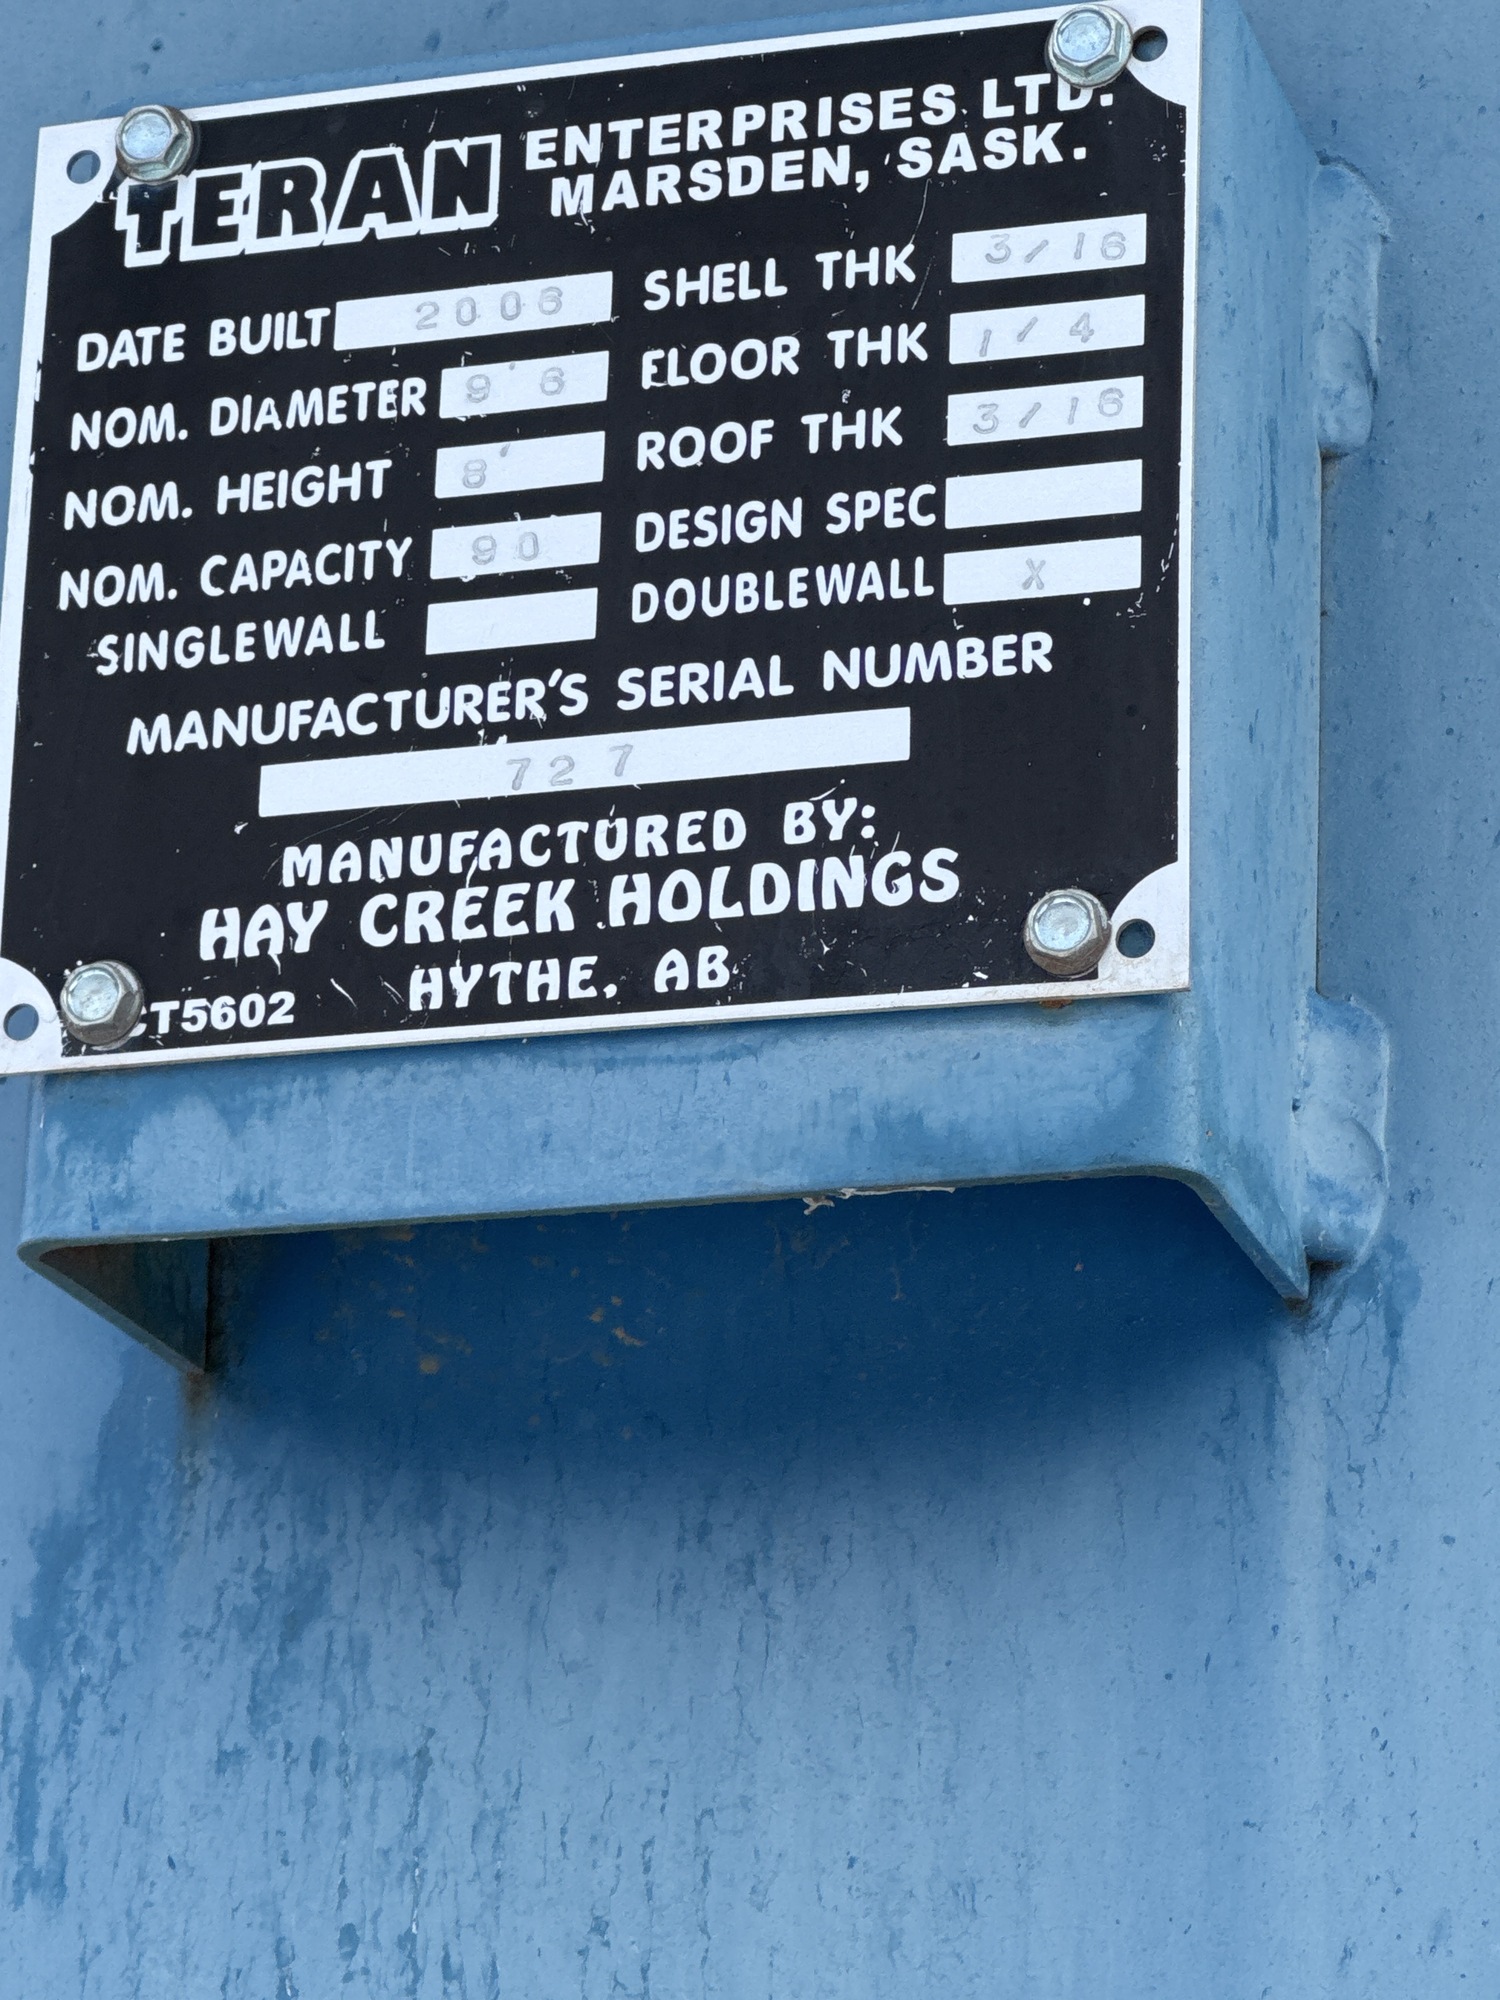 TERAN ENTERPRISES LTD.
MARSDEN, SASK.
DATE BUILT 2006
SHELL THK 3/16
NOM. DIAMETER 9' 6
FLOOR THK 1/4
NOM. HEIGHT 8'
ROOF THK 3/16
NOM. CAPACITY 90
DESIGN SPEC
SINGLEWALL
DOUBLEWALL X
MANUFACTURER'S SERIAL NUMBER
727
MANUFACTURED BY:
HAY CREEK HOLDINGS
HYTHE, AB